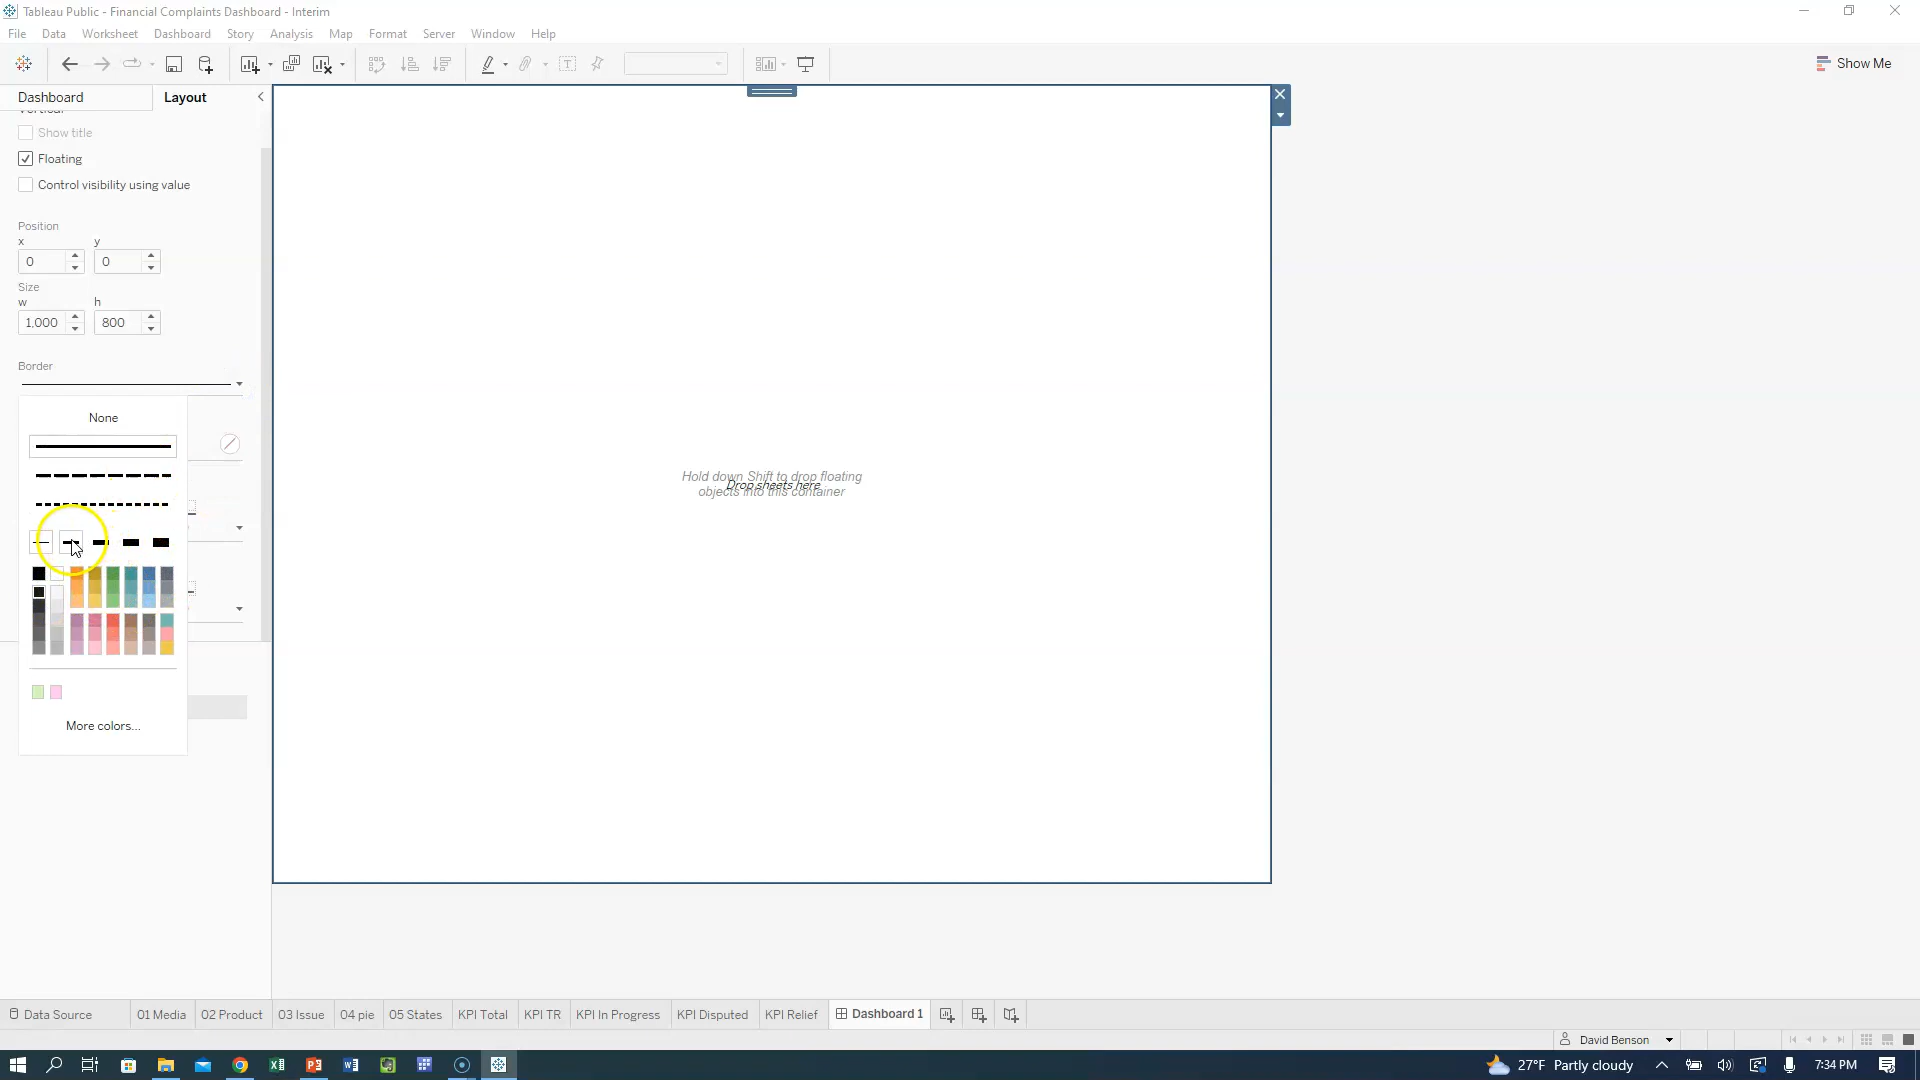 Tableau Public - Financial Complaints Dashboard - Interim
File Data Worksheet Dashboard Story Analysis Map Format Server Window Help
Show Me
Dashboard Layout
Show title
Floating
Control visibility using value
Position
x y
0 0
Size
w h
1,000 800
Border
None
More colors...
Hold down Shift to drop floating
objects into this container
Drop sheets here
Data Source 01 Media 02 Product 03 Issue 04 pie 05 States KPI Total KPI TR KPI In Progress KPI Disputed KPI Relief Dashboard 1
David Benson
27°F Partly cloudy 7:34 PM